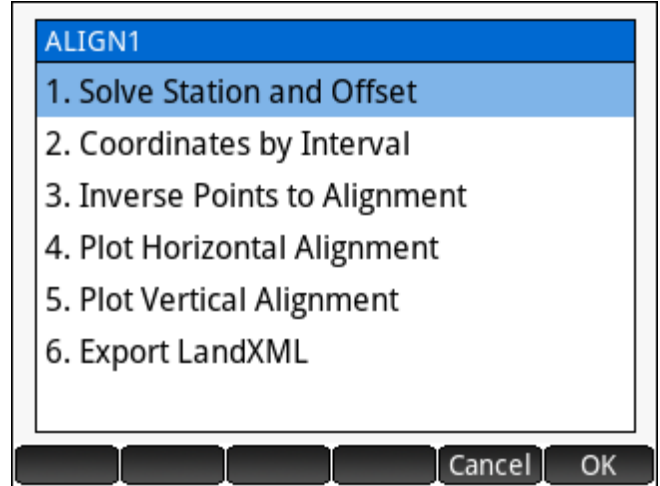 ALIGN1
1. Solve Station and Offset
2. Coordinates by Interval
3. Inverse Points to Alignment
4. Plot Horizontal Alignment
5. Plot Vertical Alignment
6. Export LandXML
Cancel OK